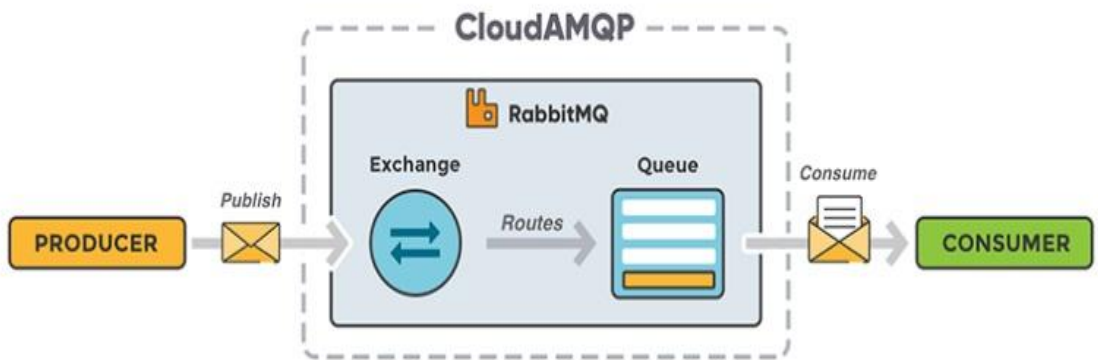 CloudAMQP
RabbitMQ
Exchange
Queue
Publish
Routes
Consume
PRODUCER
CONSUMER